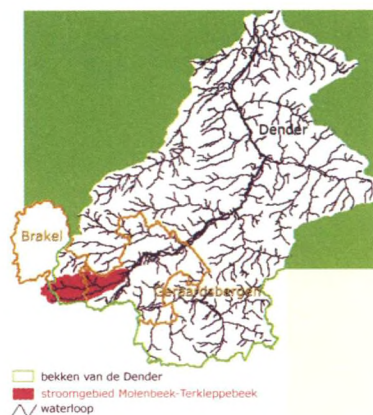 Dender
Brakel
Geraardsbergen
bekken van de Dender
stroomgebied Molenbeek-Terkleppebeek
waterloop